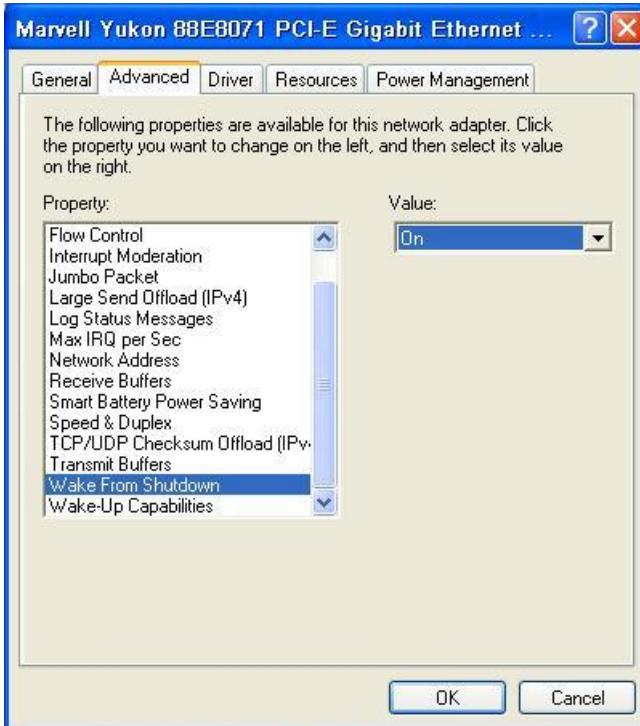 Marvell Yukon 88E8071 PCI-E Gigabit Ethernet ...
General Advanced Driver Resources Power Management
The following properties are available for this network adapter. Click
the property you want to change on the left, and then select its value
on the right.
Property:
Value:
Flow Control
Interrupt Moderation
Jumbo Packet
Large Send Offload (IPv4)
Log Status Messages
Max IRQ per Sec
Network Address
Receive Buffers
Smart Battery Power Saving
Speed & Duplex
TCP/UDP Checksum Offload (IPv
Transmit Buffers
Wake From Shutdown
Wake-Up Capabilities
On
OK
Cancel